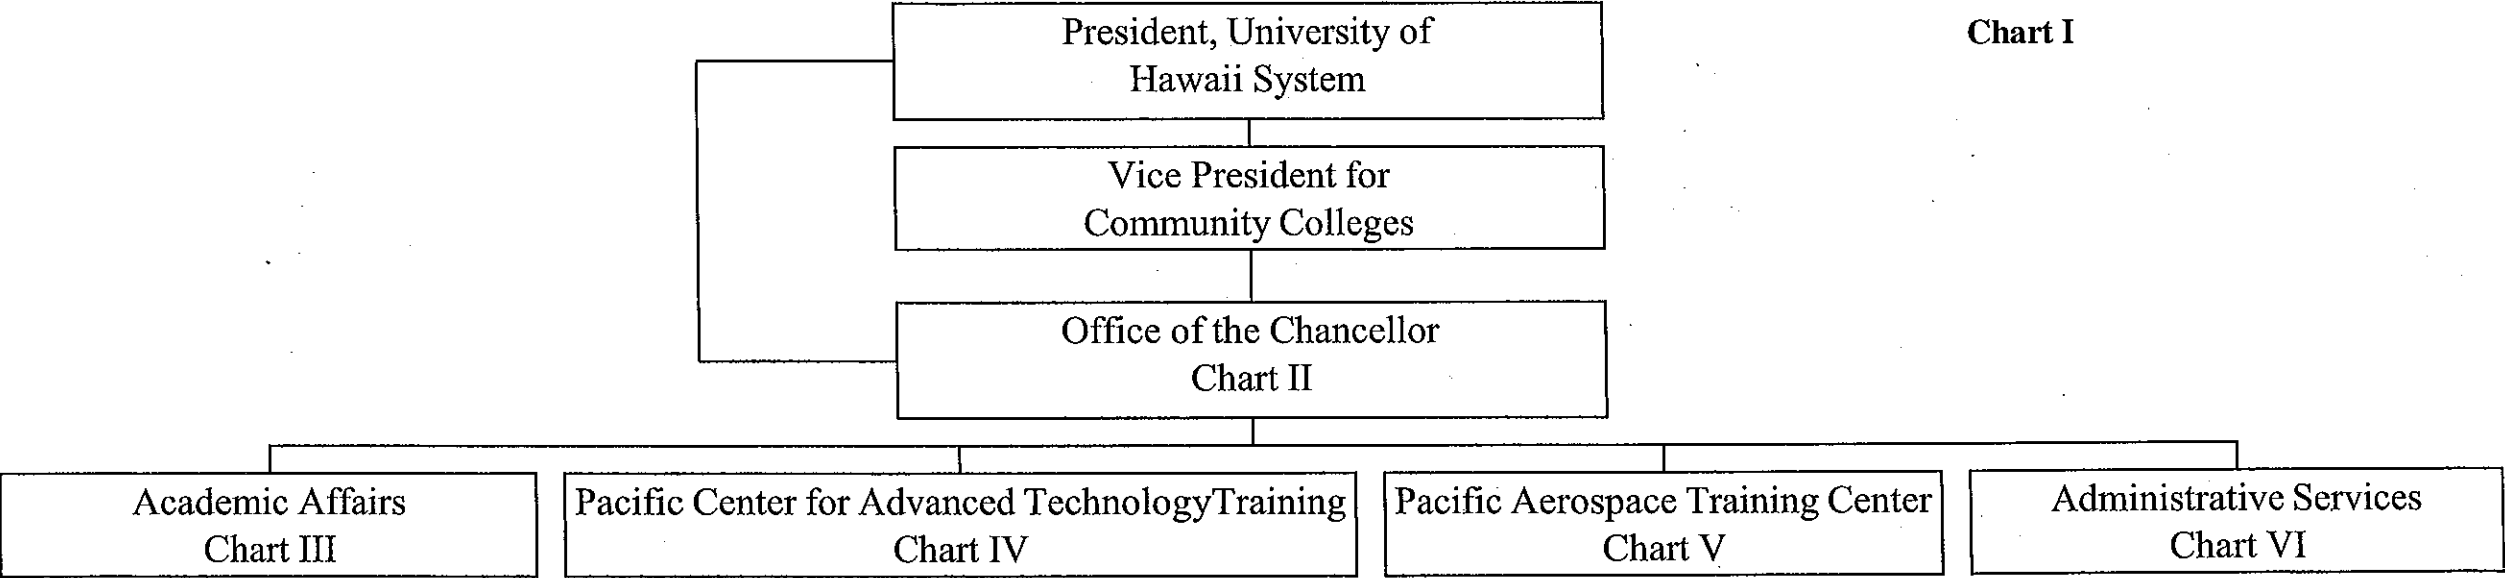 President, University of
Hawaii System
Chart I
Vice President for
Community Colleges
Office of the Chancellor
Chart II
Academic Affairs
Chart III
Pacific Center for Advanced TechnologyTraining
Chart IV
Pacific Aerospace Training Center
Chart V
Administrative Services
Chart VI